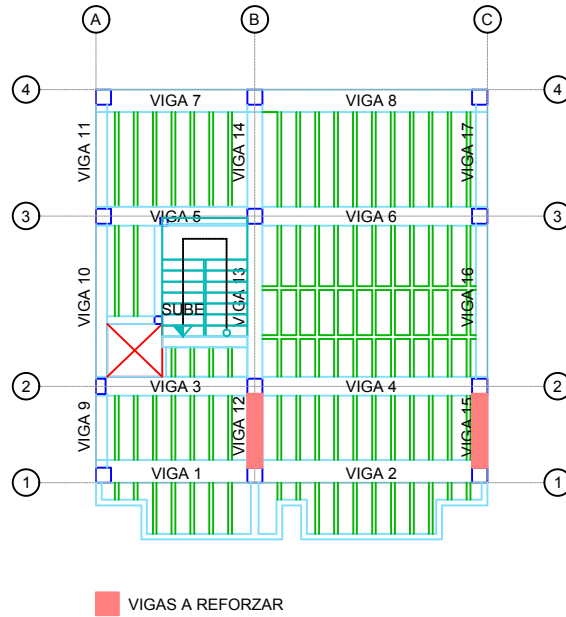 A B C
4 VIGA 7 VIGA 8 4
VIGA 11 VIGA 14 VIGA 17
3 VIGA 5 VIGA 6 3
VIGA 10 VIGA 13 VIGA 16
SUBE
2 VIGA 3 VIGA 4 2
VIGA 9 VIGA 12 VIGA 15
1 VIGA 1 VIGA 2 1
VIGAS A REFORZAR